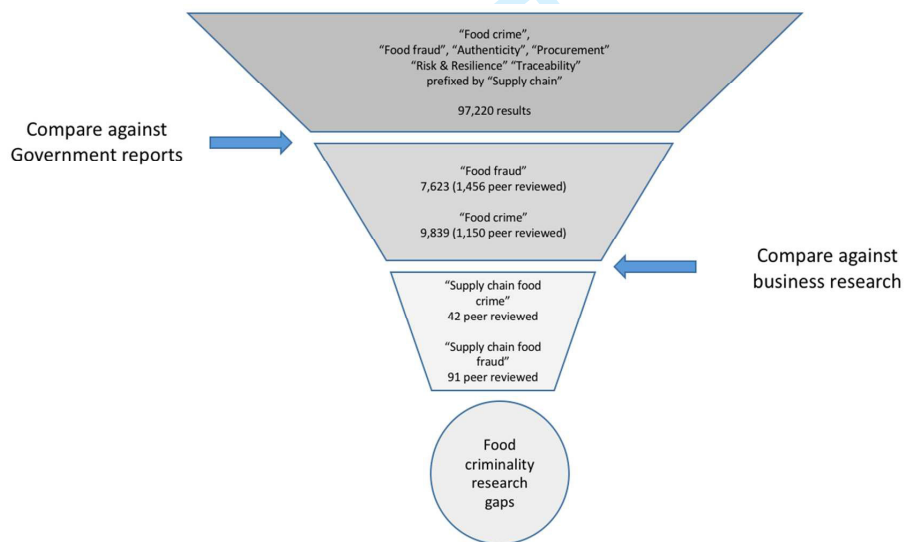 “Food crime”,
“Food fraud”, “Authenticity”, “Procurement”
“Risk & Resilience” “Traceability”
prefixed by “Supply chain”
97,220 results
Compare against
Government reports
“Food fraud”
7,623 (1,456 peer reviewed)
“Food crime”
9,839 (1,150 peer reviewed)
Compare against
business research
“Supply chain food
crime”
42 peer reviewed
“Supply chain food
fraud”
91 peer reviewed
Food
criminality
research
gaps